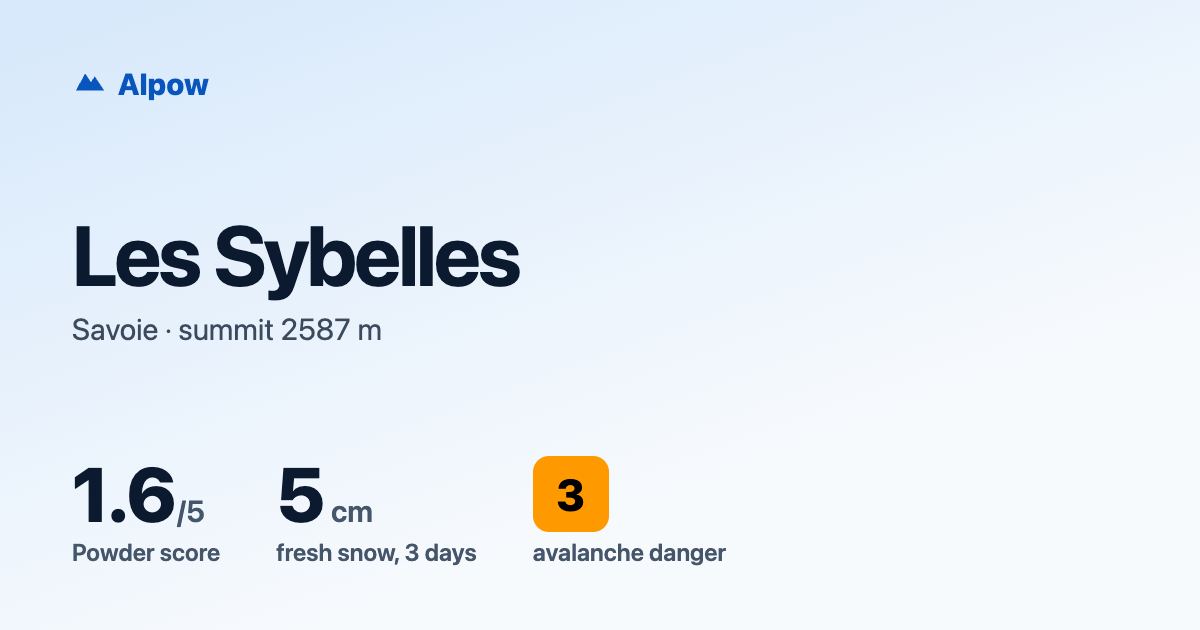 Alpow
Les Sybelles
Savoie · summit 2587 m
1.6/5
Powder score
5 cm
fresh snow, 3 days
3
avalanche danger